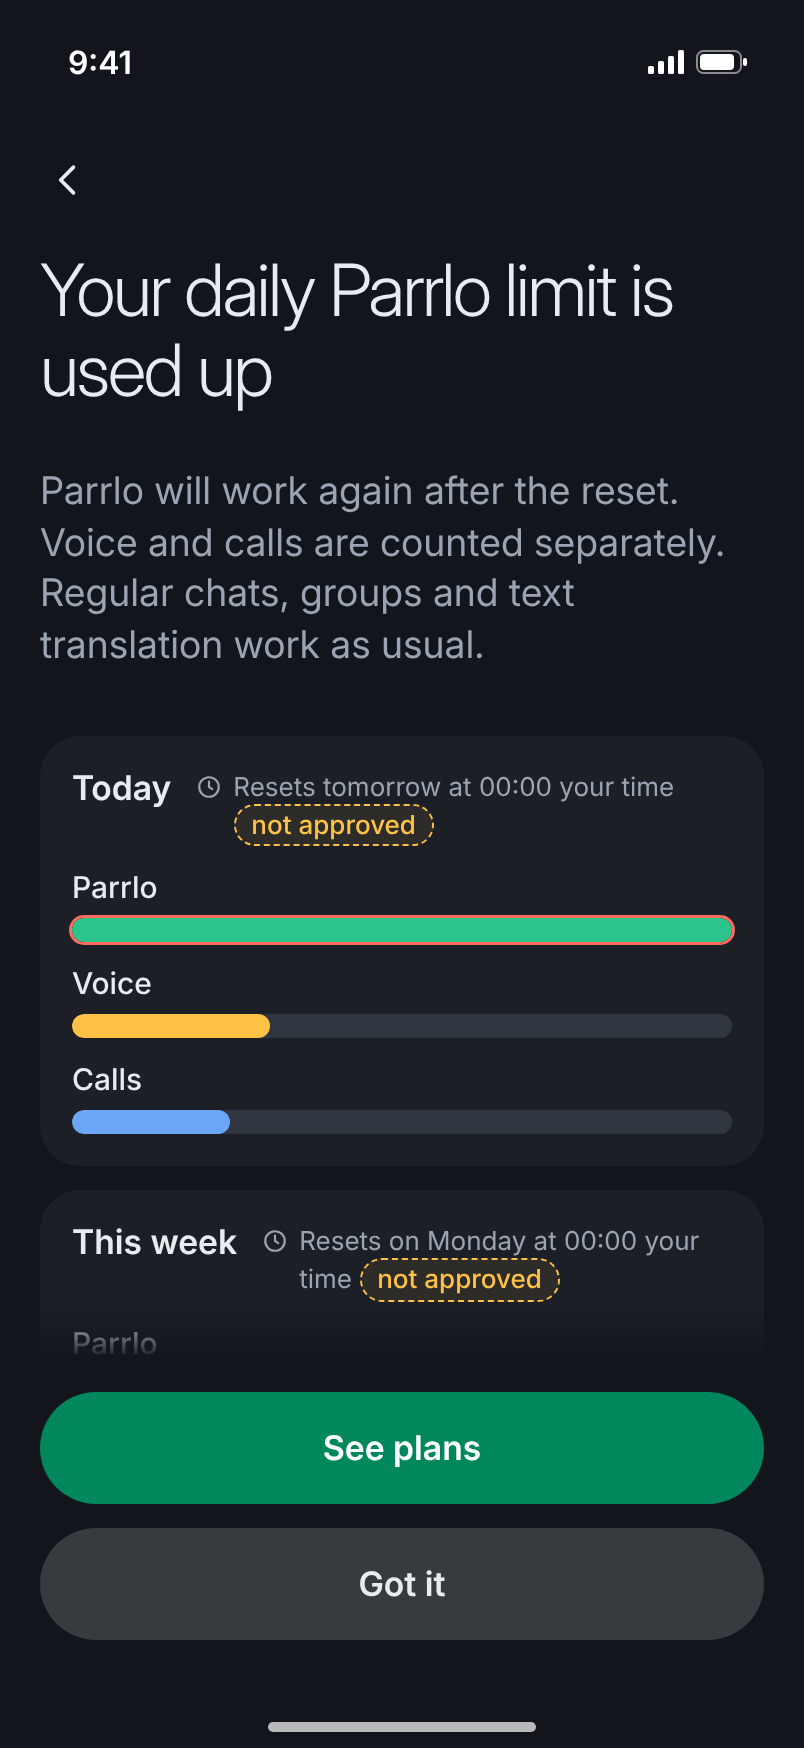 9:41
Your daily Parrlo limit is
used up
Parrlo will work again after the reset.
Voice and calls are counted separately.
Regular chats, groups and text
translation work as usual.
Today Resets tomorrow at 00:00 your time
not approved
Parrlo
Voice
Calls
This week Resets on Monday at 00:00 your
time not approved
Parrlo
See plans
Got it